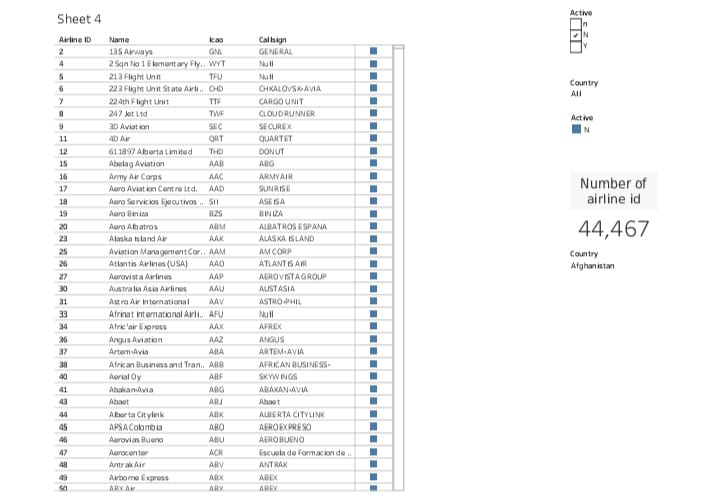 Sheet 4
Airline ID Name Icao Callsign
2 135 Airways GNL GENERAL
4 2 Sqn No 1 Elementary Fly.. WYT Null
5 213 Flight Unit TFU Null
6 223 Flight Unit State Airli.. CHD CHKALOVSK-AVIA
7 224th Flight Unit TTF CARGO UNIT
8 247 Jet Ltd TWF CLOUD RUNNER
9 3D Aviation SEC SECUREX
11 4D Air QRT QUARTET
12 611897 Alberta Limited THD DONUT
15 Abelag Aviation AAB ABG
16 Army Air Corps AAC ARMYAIR
17 Aero Aviation Centre Ltd. AAD SUNRISE
18 Aero Servicios Ejecutivos .. SII ASEISA
19 Aero Biniza BZS BINIZA
20 Aero Albatros ABM ALBATROS ESPANA
23 Alaska Island Air AAK ALASKA ISLAND
25 Aviation Management Cor.. AAM AM CORP
26 Atlantis Airlines (USA) AAO ATLANTIS AIR
27 Aerovista Airlines AAP AEROVISTA GROUP
30 Australia Asia Airlines AAU AUSTASIA
31 Astro Air International AAV ASTRO-PHIL
33 Afrinat International Airli.. AFU Null
34 Afric'air Express AAX AFREX
36 Angus Aviation AAZ ANGUS
37 Artem-Avia ABA ARTEM-AVIA
38 African Business and Tran.. ABB AFRICAN BUSINESS-
40 Aerial Oy ABF SKYWINGS
41 Abakan-Avia ABG ABAKAN-AVIA
43 Abaet ABJ Abaet
44 Alberta Citylink ABK ALBERTA CITYLINK
45 APSA Colombia ABO AEROEXPRESO
46 Aerovias Bueno ABU AEROBUENO
47 Aerocenter ACR Escuela de Formacion de ..
48 Antrak Air ABV ANTRAX
49 Airborne Express ABX ABEX
50 ABX Air ABX ABEX
Active
n
N
Y
Country
All
Active
N
Number of
airline id
44,467
Country
Afghanistan